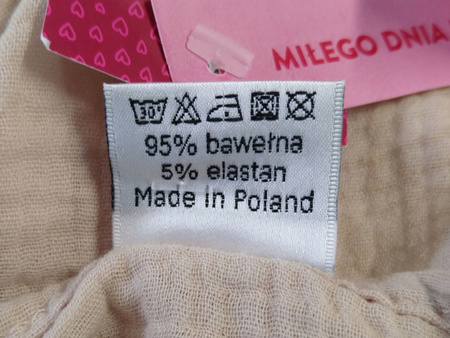 MIŁEGO DNIA
30°
95% bawełna
5% elastan
Made in Poland